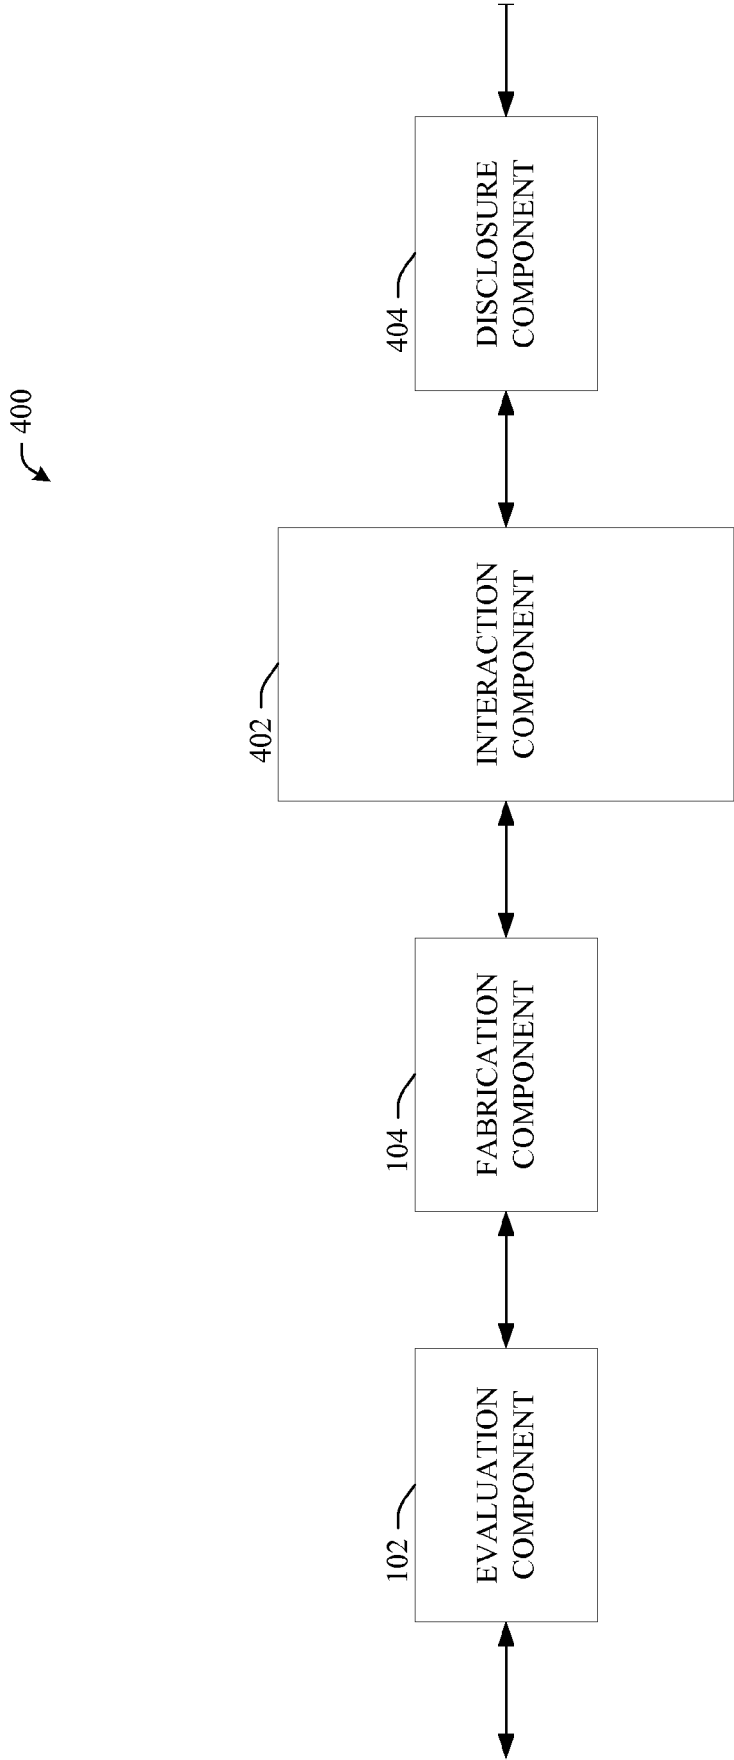 400
102
EVALUATION
COMPONENT
104
FABRICATION
COMPONENT
402
INTERACTION
COMPONENT
404
DISCLOSURE
COMPONENT